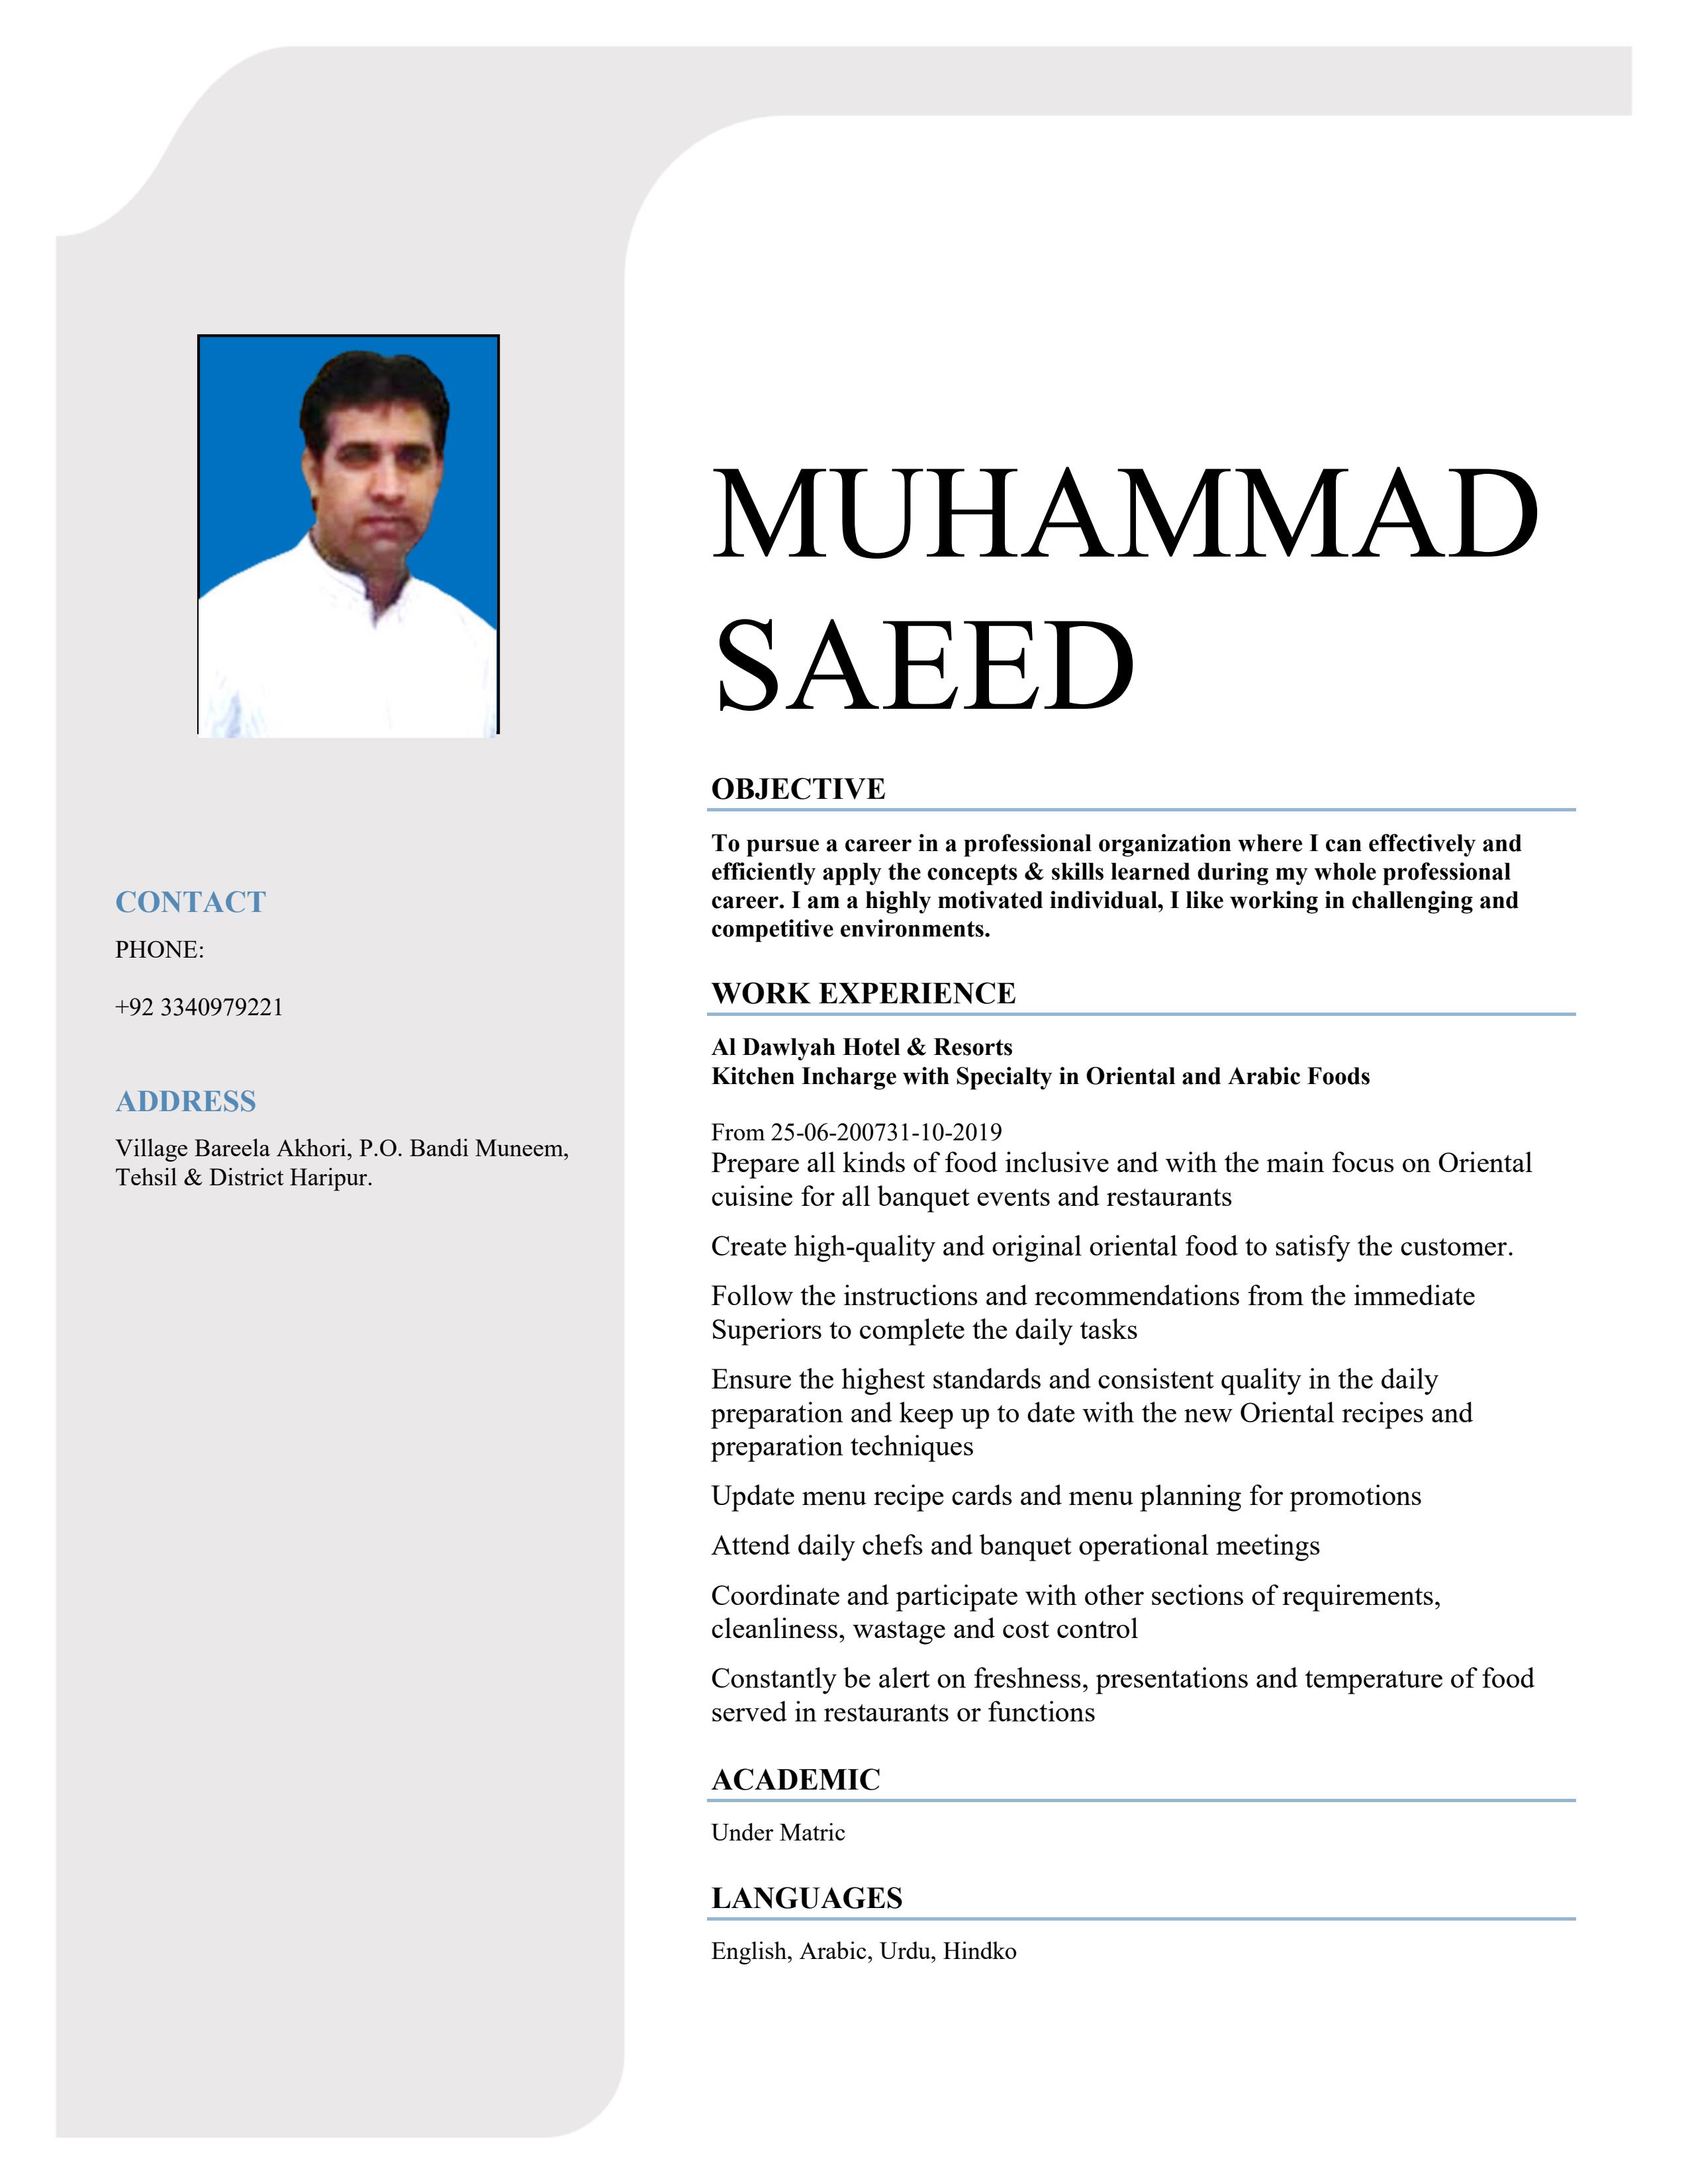 MUHAMMAD
SAEED
CONTACT
PHONE:
+92 3340979221
ADDRESS
Village Bareela Akhori, P.O. Bandi Muneem,
Tehsil & District Haripur.
OBJECTIVE
To pursue a career in a professional organization where I can effectively and
efficiently apply the concepts & skills learned during my whole professional
career. I am a highly motivated individual, I like working in challenging and
competitive environments.
WORK EXPERIENCE
Al Dawlyah Hotel & Resorts
Kitchen Incharge with Specialty in Oriental and Arabic Foods
From 25-06-200731-10-2019
Prepare all kinds of food inclusive and with the main focus on Oriental
cuisine for all banquet events and restaurants
Create high-quality and original oriental food to satisfy the customer.
Follow the instructions and recommendations from the immediate
Superiors to complete the daily tasks
Ensure the highest standards and consistent quality in the daily
preparation and keep up to date with the new Oriental recipes and
preparation techniques
Update menu recipe cards and menu planning for promotions
Attend daily chefs and banquet operational meetings
Coordinate and participate with other sections of requirements,
cleanliness, wastage and cost control
Constantly be alert on freshness, presentations and temperature of food
served in restaurants or functions
ACADEMIC
Under Matric
LANGUAGES
English, Arabic, Urdu, Hindko